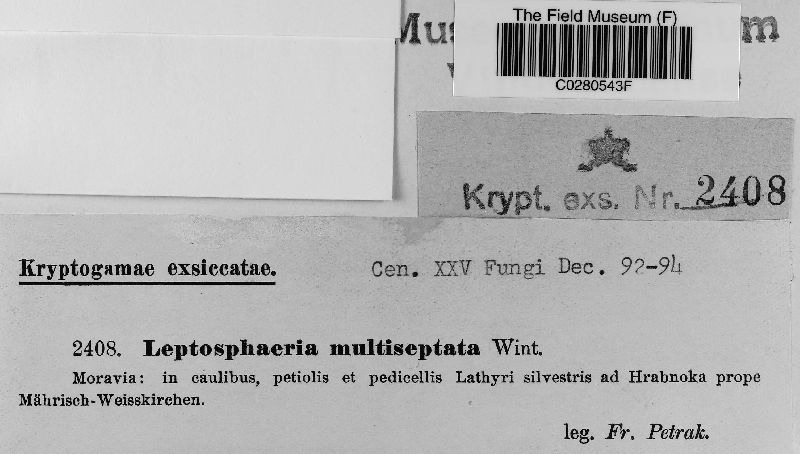 The Field Museum (F)
C0280543F
Krypt. exs. Nr. 2408
Kryptogamae exsiccatae. Cen. XXV Fungi Dec. 92-94
2408. Leptosphaeria multiseptata Wint.
Moravia: in caulibus, petiolis et pedicellis Lathyri silvestris ad Hrabnoka prope
Mährisch-Weisskirchen.
leg. Fr. Petrak.